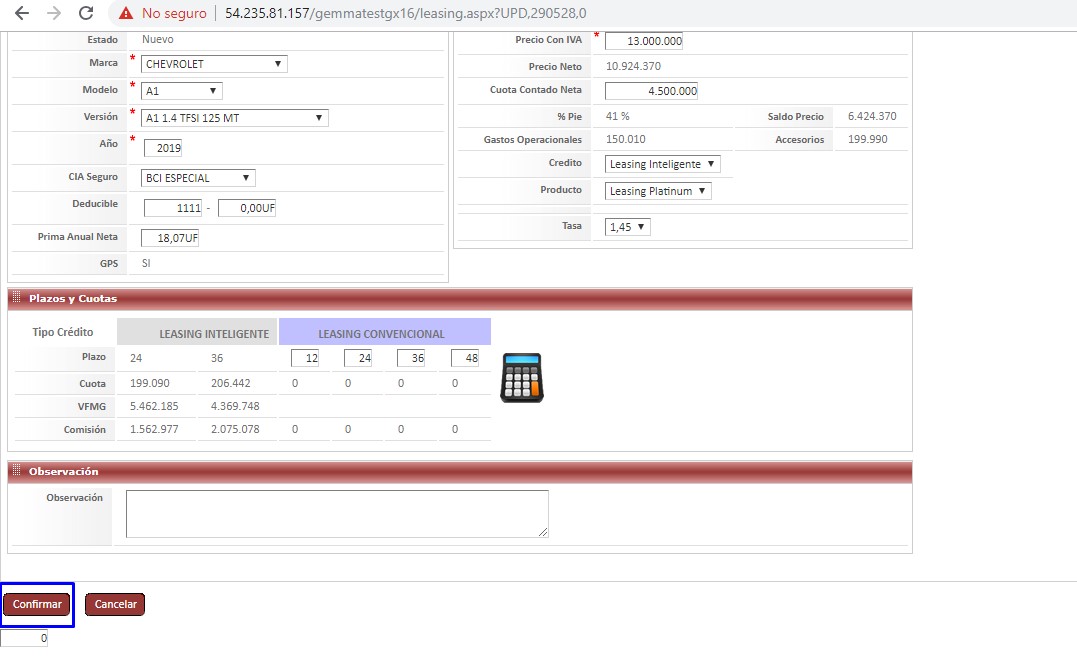 No seguro | 54.235.81.157/gemmatestgx16/leasing.aspx?UPD,290528,0
Estado Nuevo
Marca * CHEVROLET
Modelo * A1
Versión * A1 1.4 TFSI 125 MT
Año * 2019
CIA Seguro BCI ESPECIAL
Deducible 1111 - 0,00UF
Prima Anual Neta 18,07UF
GPS SI
Precio Con IVA * 13.000.000
Precio Neto 10.924.370
Cuota Contado Neta 4.500.000
% Pie 41 % Saldo Precio 6.424.370
Gastos Operacionales 150.010 Accesorios 199.990
Credito Leasing Inteligente
Producto Leasing Platinum
Tasa 1,45
Plazos y Cuotas
Tipo Crédito LEASING INTELIGENTE LEASING CONVENCIONAL
Plazo 24 36 12 24 36 48
Cuota 199.090 206.442 0 0 0 0
VFMG 5.462.185 4.369.748
Comisión 1.562.977 2.075.078 0 0 0 0
Observación
Observación
Confirmar Cancelar
0